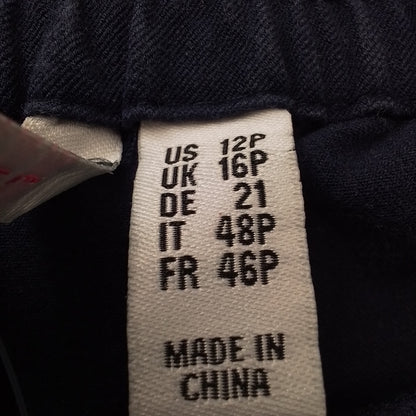 US 12P
UK 16P
DE 21
IT 48P
FR 46P
MADE IN
CHINA